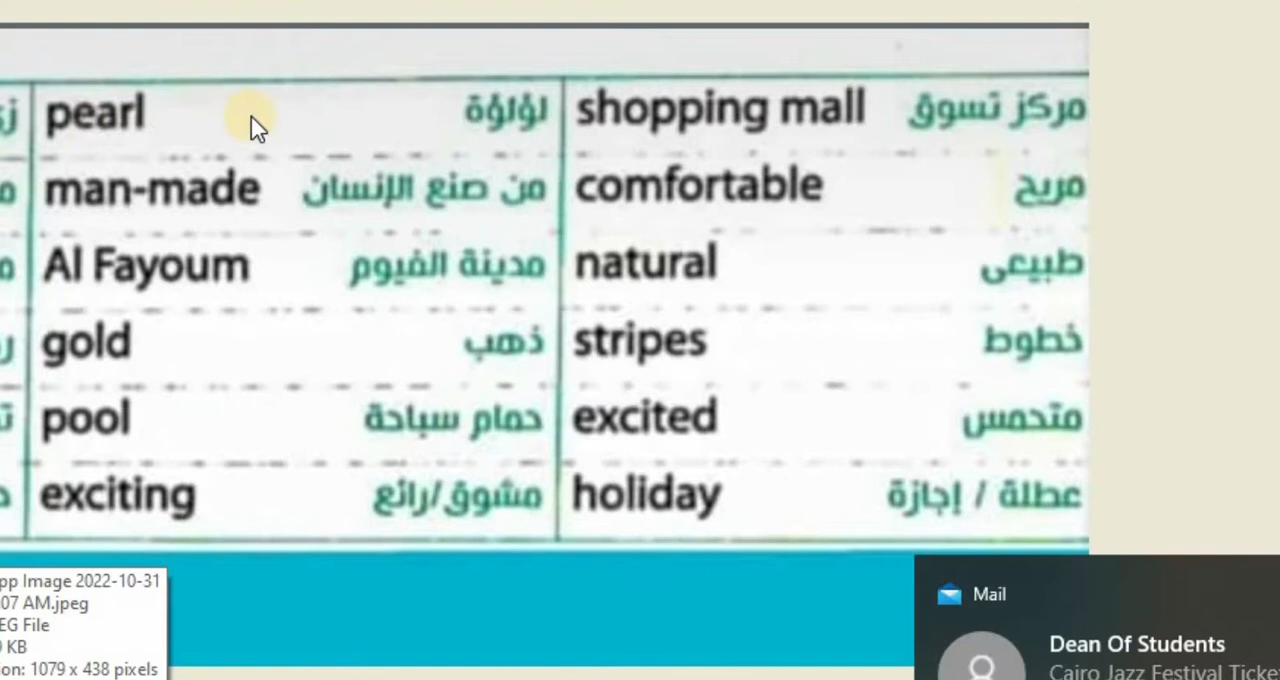 pearl لؤلؤة shopping mall مركز تسوق
man-made من صنع الإنسان comfortable مريح
Al Fayoum مدينة الفيوم natural طبيعى
gold ذهب stripes خطوط
pool حمام سباحة excited متحمس
exciting مشوق/رائع holiday عطلة / إجازة
pp Image 2022-10-31
07 AM.jpeg
EG File
KB
ion: 1079 x 438 pixels
Mail
Dean Of Students
Cairo Jazz Festival Ticke